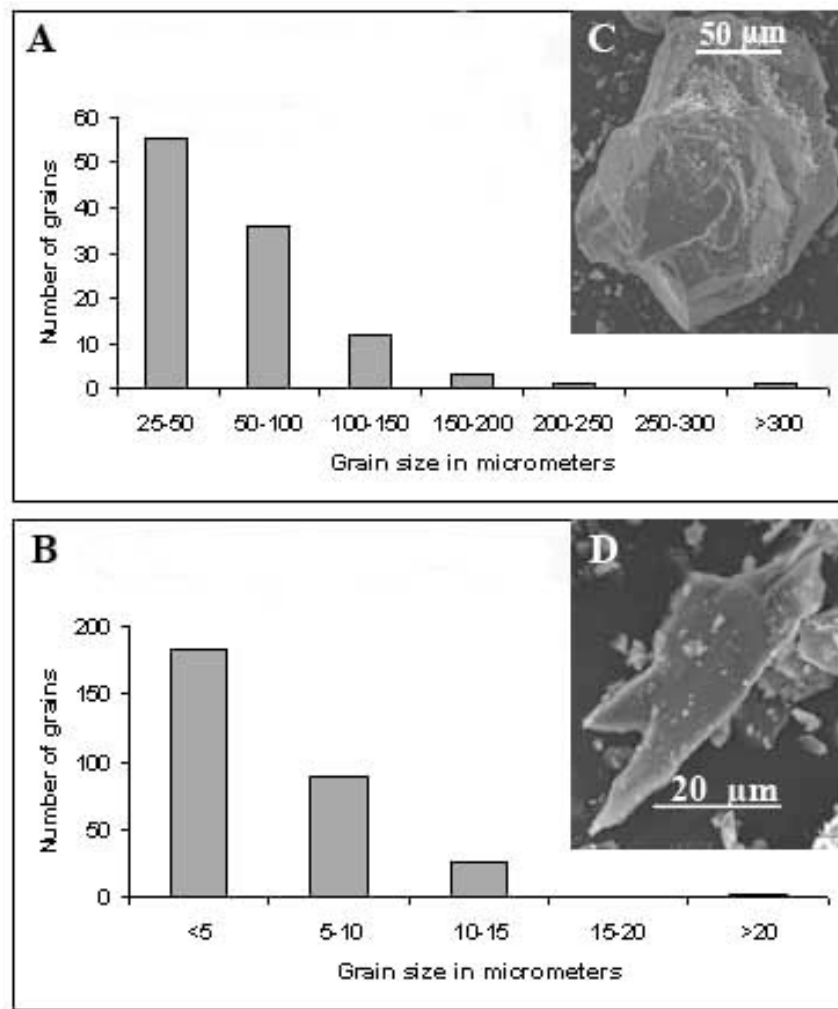 A
C
50 µm
Number of grains
60
50
40
30
20
10
0
25-50 50-100 100-150 150-200 200-250 250-300 >300
Grain size in micrometers
B
D
20 µm
Number of grains
200
150
100
50
0
<5 5-10 10-15 15-20 >20
Grain size in micrometers